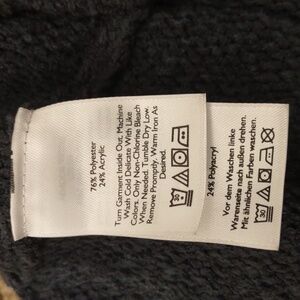 76% Polyester
24% Acrylic
Turn Garment Inside Out, Machine
Wash Cold Delicate With Like
Colors. Only Non-Chlorine Bleach
When Needed. Tumble Dry Low.
Remove Promptly, Warm Iron As
Desired.
30
24% Polyacryl
Vor dem Waschen linke
Warenseite nach außen drehen.
Mit ähnlichen Farben waschen.
30